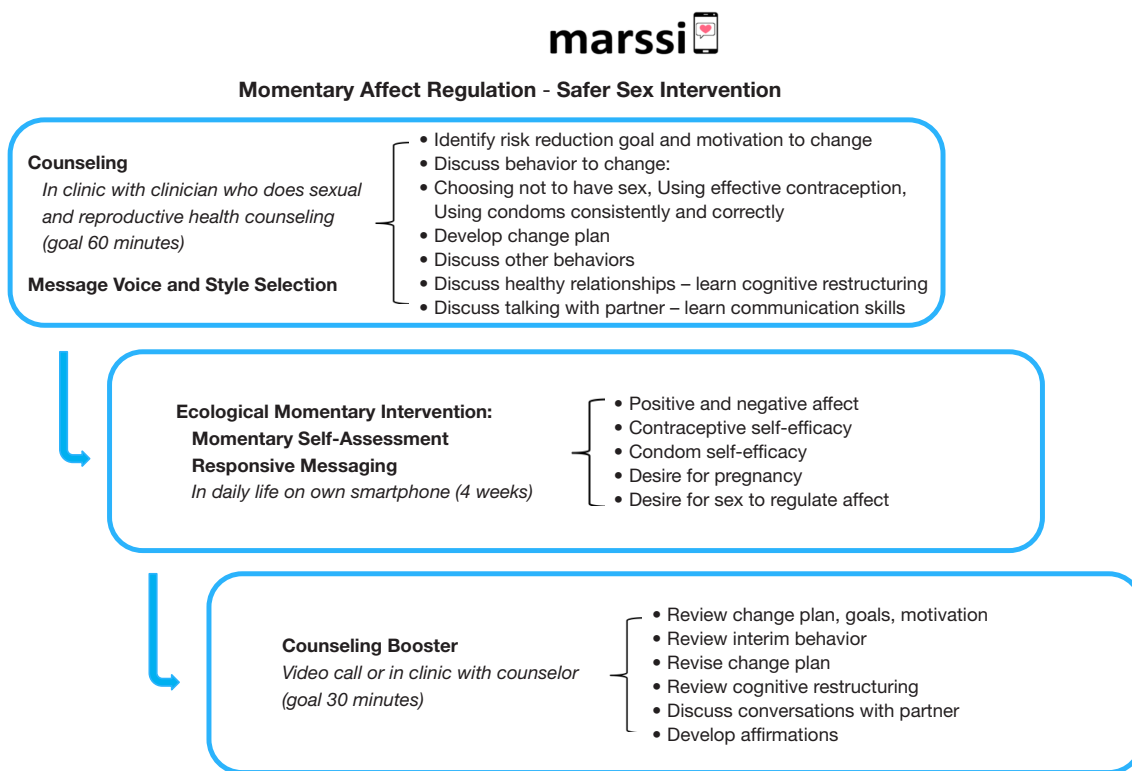 marssi
Momentary Affect Regulation - Safer Sex Intervention
Counseling
In clinic with clinician who does sexual
and reproductive health counseling
(goal 60 minutes)
Message Voice and Style Selection
• Identify risk reduction goal and motivation to change
• Discuss behavior to change:
• Choosing not to have sex, Using effective contraception,
Using condoms consistently and correctly
• Develop change plan
• Discuss other behaviors
• Discuss healthy relationships – learn cognitive restructuring
• Discuss talking with partner – learn communication skills
Ecological Momentary Intervention:
Momentary Self-Assessment
Responsive Messaging
In daily life on own smartphone (4 weeks)
• Positive and negative affect
• Contraceptive self-efficacy
• Condom self-efficacy
• Desire for pregnancy
• Desire for sex to regulate affect
Counseling Booster
Video call or in clinic with counselor
(goal 30 minutes)
• Review change plan, goals, motivation
• Review interim behavior
• Revise change plan
• Review cognitive restructuring
• Discuss conversations with partner
• Develop affirmations